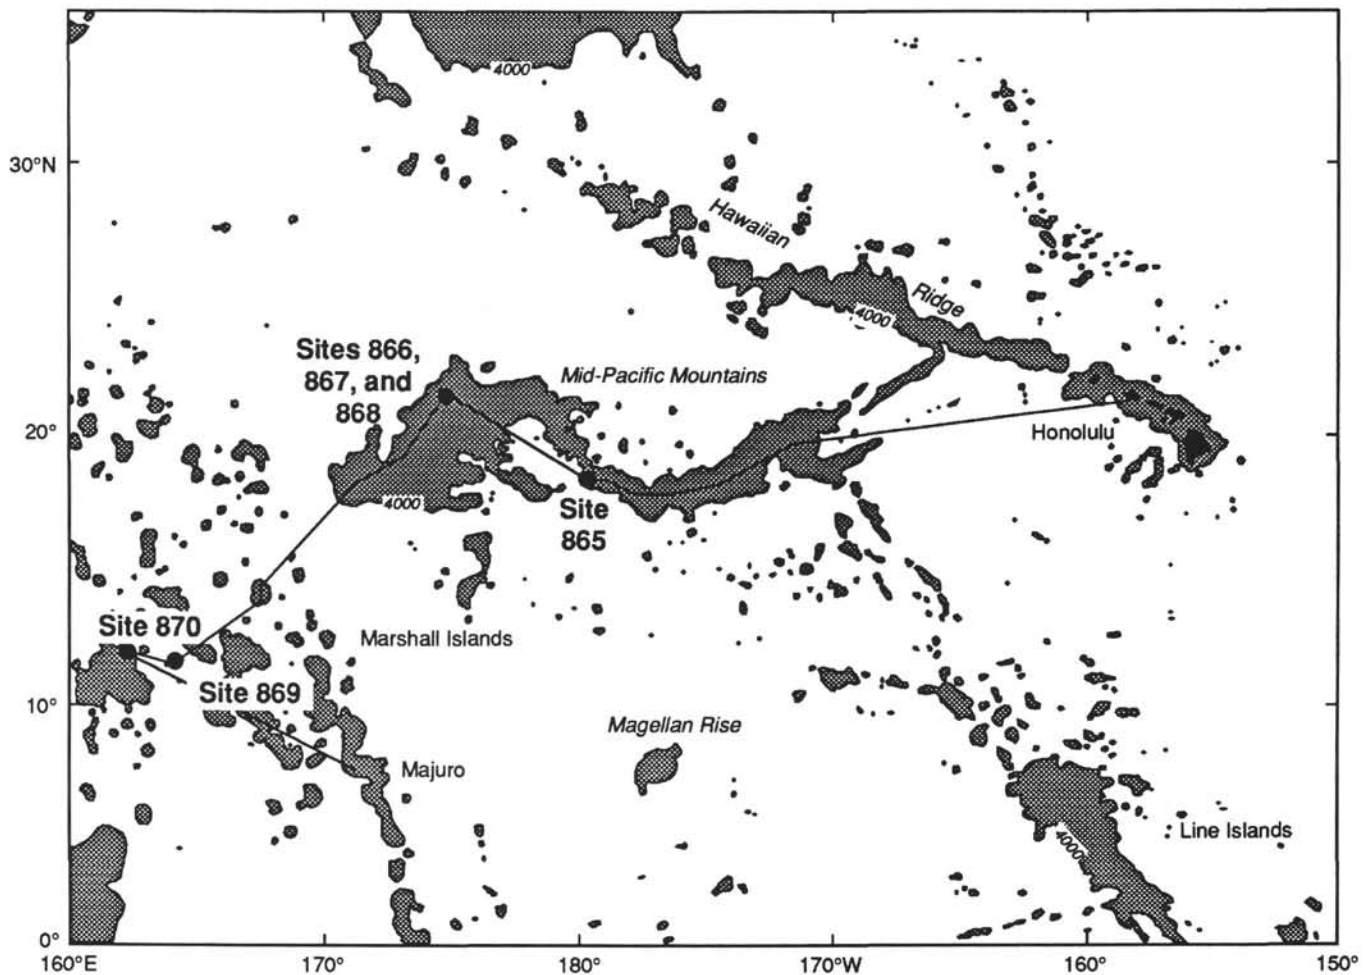 4000
30°N
Hawaiian
Ridge
4000
Sites 866,
867, and
868
Mid-Pacific Mountains
20°
Honolulu
4000
Site
865
Site 870
Marshall Islands
Site 869
10°
Magellan Rise
Majuro
Line Islands
4000
0°
160°E
170°
180°
170°W
160°
150°